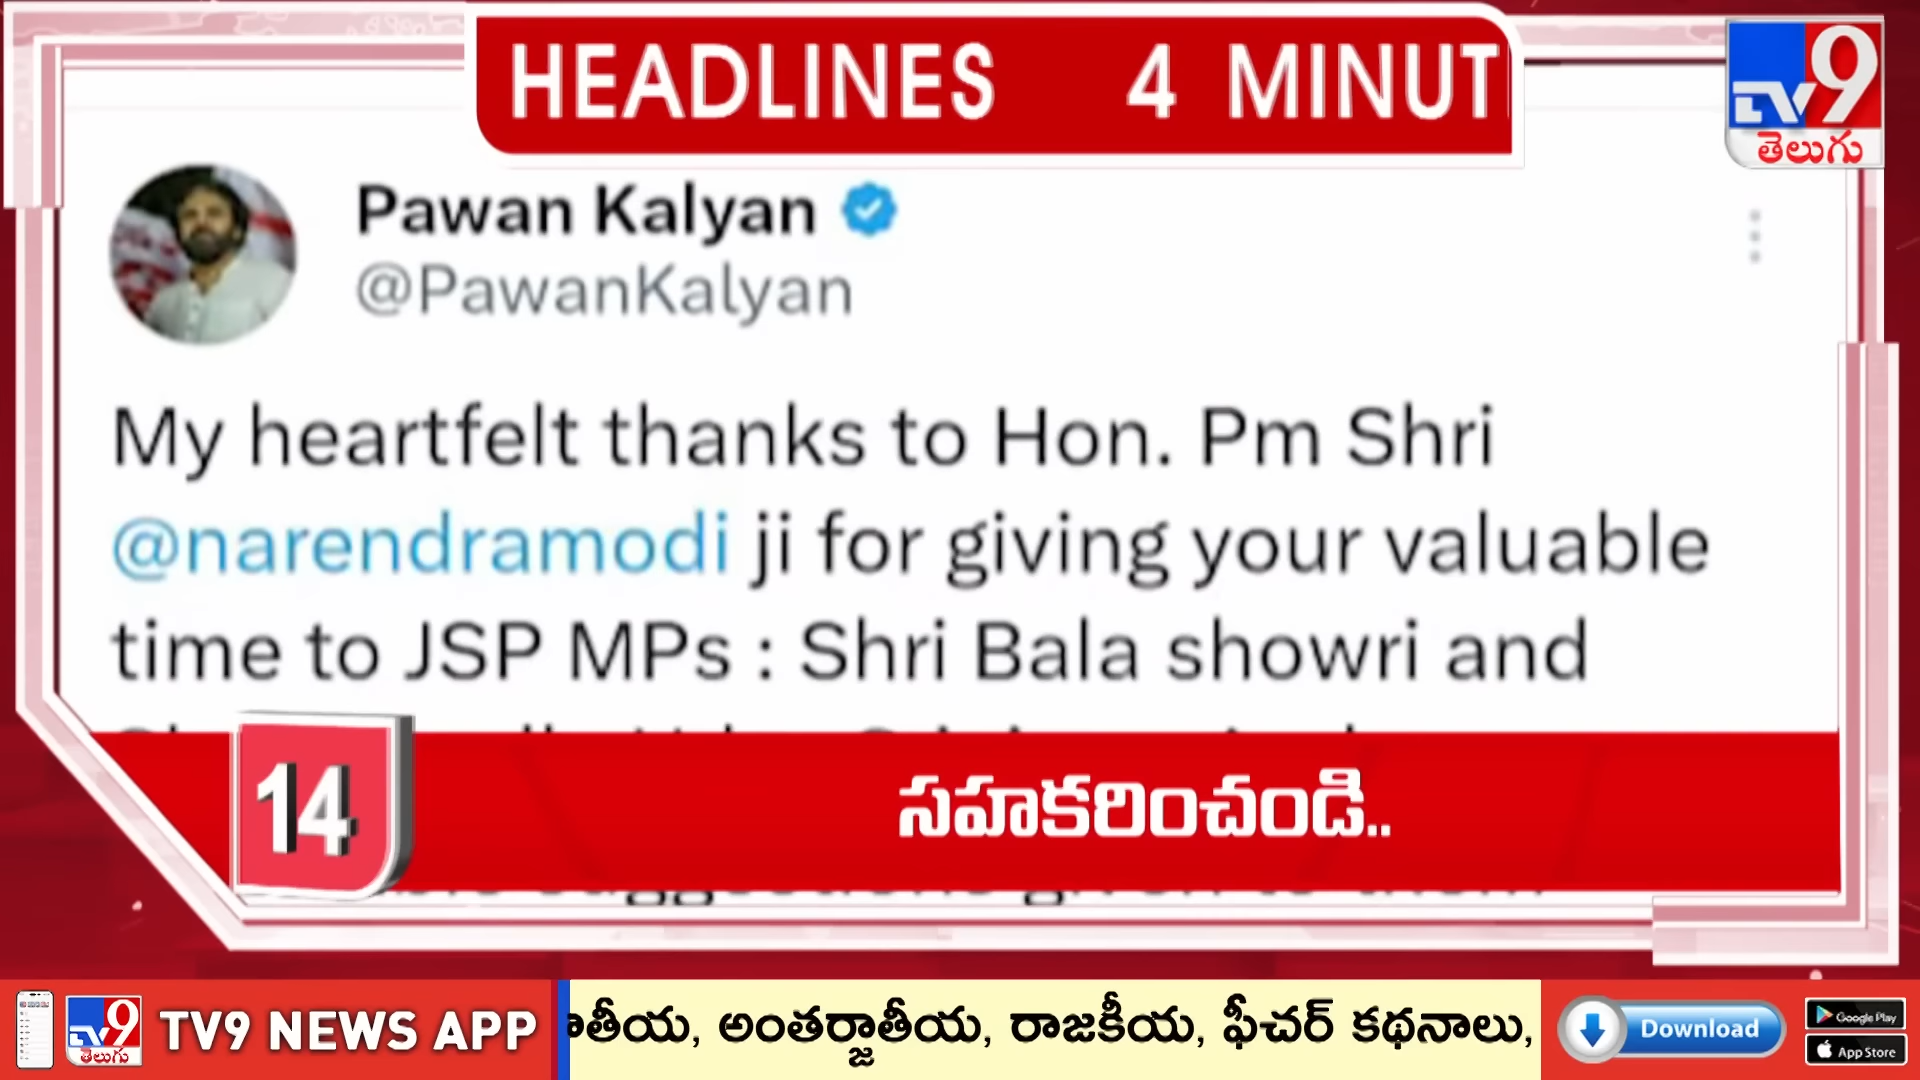 HEADLINES 4 MINUT
TV9
తెలుగు
Pawan Kalyan
@PawanKalyan
My heartfelt thanks to Hon. Pm Shri
@narendramodi ji for giving your valuable
time to JSP MPs : Shri Bala showri and
14
సహకరించండి..
TV9
తెలుగు
TV9 NEWS APP
అంతర్జాతీయ, రాజకీయ, ఫీచర్ కథనాలు,
Download
Google Play
App Store